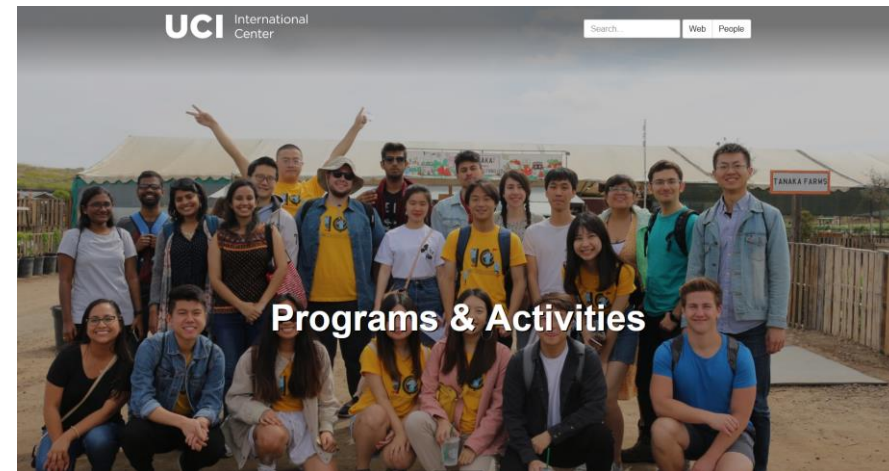 UCI International
Center
Search...
Web
People
TANAKA FARMS
Programs & Activities